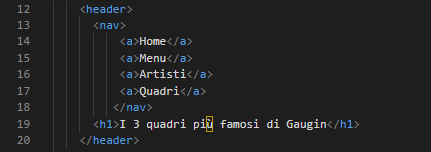 12 <header>
13 <nav>
14 <a>Home</a>
15 <a>Menu</a>
16 <a>Artisti</a>
17 <a>Quadri</a>
18 </nav>
19 <h1>I 3 quadri più famosi di Gaugin</h1>
20 </header>